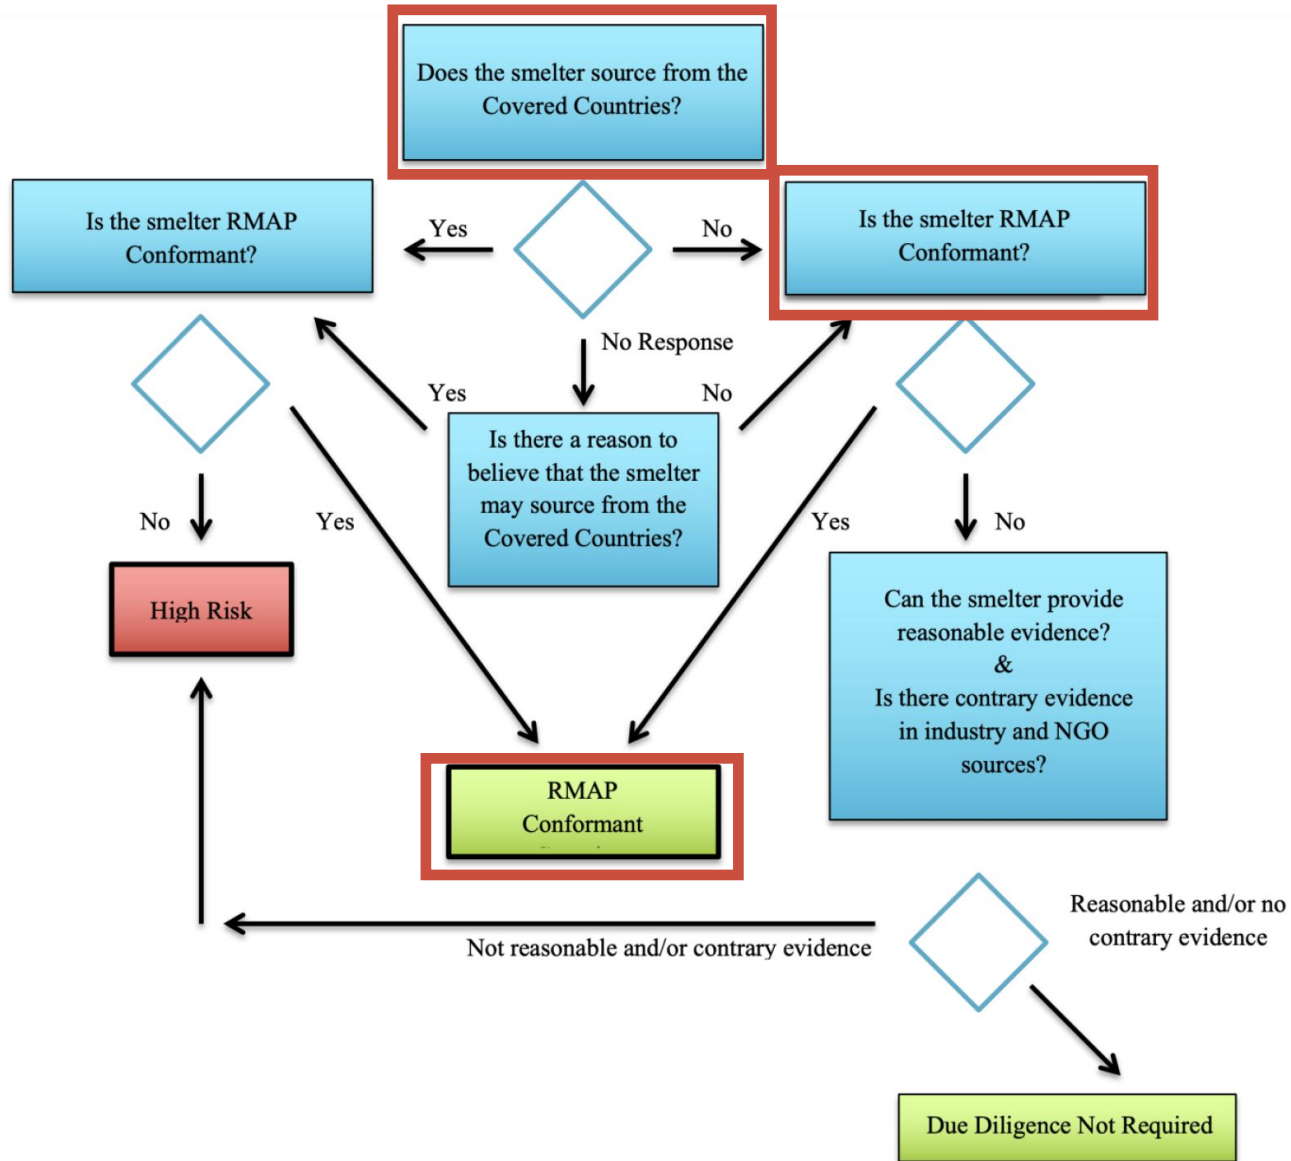 Does the smelter source from the
Covered Countries?
Is the smelter RMAP
Conformant?
Yes
No
Is the smelter RMAP
Conformant?
No Response
Yes
No
Is there a reason to
believe that the smelter
may source from the
Covered Countries?
No
Yes
Yes
No
High Risk
Can the smelter provide
reasonable evidence?
&
Is there contrary evidence
in industry and NGO
sources?
RMAP
Conformant
Reasonable and/or no
contrary evidence
Not reasonable and/or contrary evidence
Due Diligence Not Required